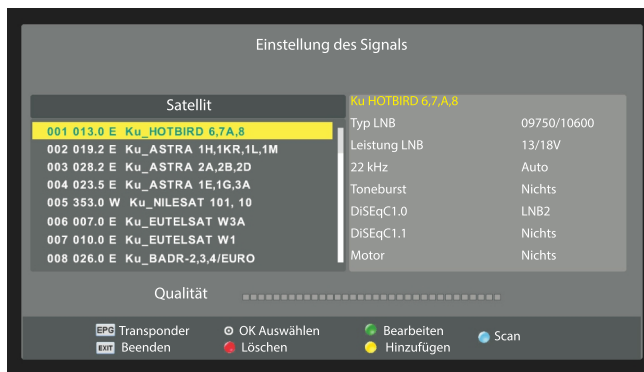 Einstellung des Signals
Satellit
001 013.0 E Ku_HOTBIRD 6,7A,8
002 019.2 E Ku_ASTRA 1H,1KR,1L,1M
003 028.2 E Ku_ASTRA 2A,2B,2D
004 023.5 E Ku_ASTRA 1E,1G,3A
005 353.0 W Ku_NILESAT 101, 10
006 007.0 E Ku_EUTELSAT W3A
007 010.0 E Ku_EUTELSAT W1
008 026.0 E Ku_BADR-2,3,4/EURO
Ku HOTBIRD 6,7,A,8
Typ LNB 09750/10600
Leistung LNB 13/18V
22 kHz Auto
Toneburst Nichts
DiSEqC1.0 LNB2
DiSEqC1.1 Nichts
Motor Nichts
Qualität
EPG Transponder OK Auswählen Bearbeiten Scan
EXIT Beenden Löschen Hinzufügen